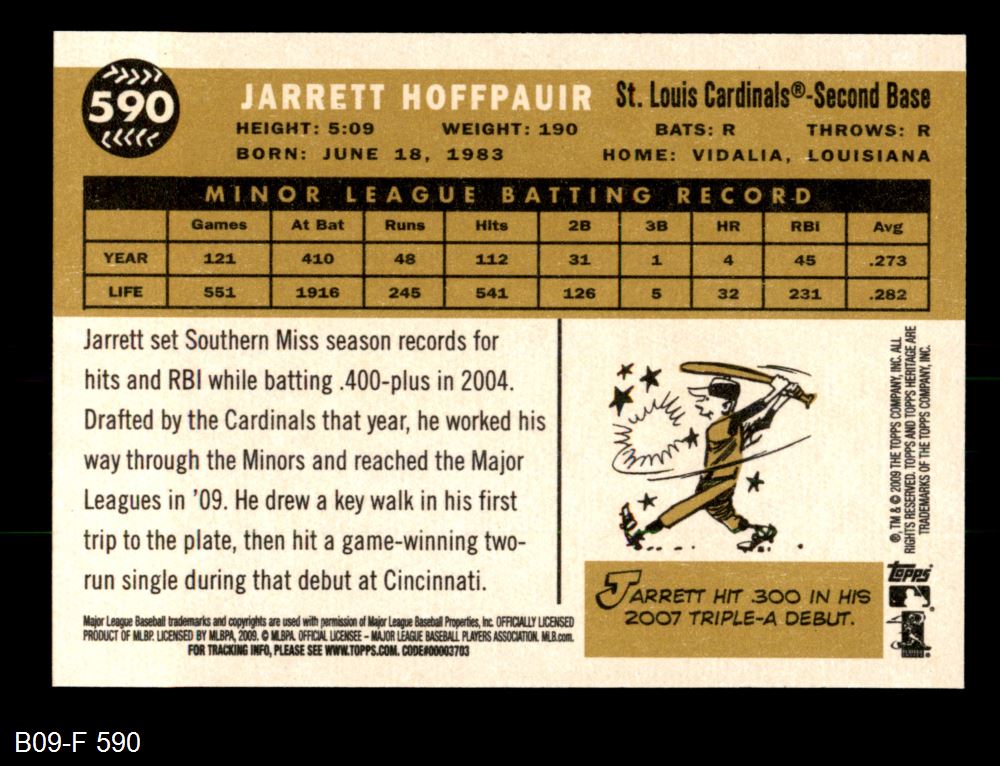 590
JARRETT HOFFPAUIR St. Louis Cardinals®-Second Base
HEIGHT: 5:09 WEIGHT: 190 BATS: R THROWS: R
BORN: JUNE 18, 1983 HOME: VIDALIA, LOUISIANA
MINOR LEAGUE BATTING RECORD
Games At Bat Runs Hits 2B 3B HR RBI Avg
YEAR 121 410 48 112 31 1 4 45 .273
LIFE 551 1916 245 541 126 5 32 231 .282
Jarrett set Southern Miss season records for
hits and RBI while batting .400-plus in 2004.
Drafted by the Cardinals that year, he worked his
way through the Minors and reached the Major
Leagues in '09. He drew a key walk in his first
trip to the plate, then hit a game-winning two-
run single during that debut at Cincinnati.
Major League Baseball trademarks and copyrights are used with permission of Major League Baseball Properties, Inc. OFFICIALLY LICENSED
PRODUCT OF MLBP. LICENSED BY MLBPA, 2009. © MLBPA. OFFICIAL LICENSEE - MAJOR LEAGUE BASEBALL PLAYERS ASSOCIATION. MLB.com.
FOR TRACKING INFO, PLEASE SEE WWW.TOPPS.COM. CODE#00003703
JARRETT HIT .300 IN HIS
2007 TRIPLE-A DEBUT.
®, TM & © 2009 THE TOPPS COMPANY, INC. ALL
RIGHTS RESERVED. TOPPS AND TOPPS HERITAGE ARE
TRADEMARKS OF THE TOPPS COMPANY, INC.
topps
B09-F 590